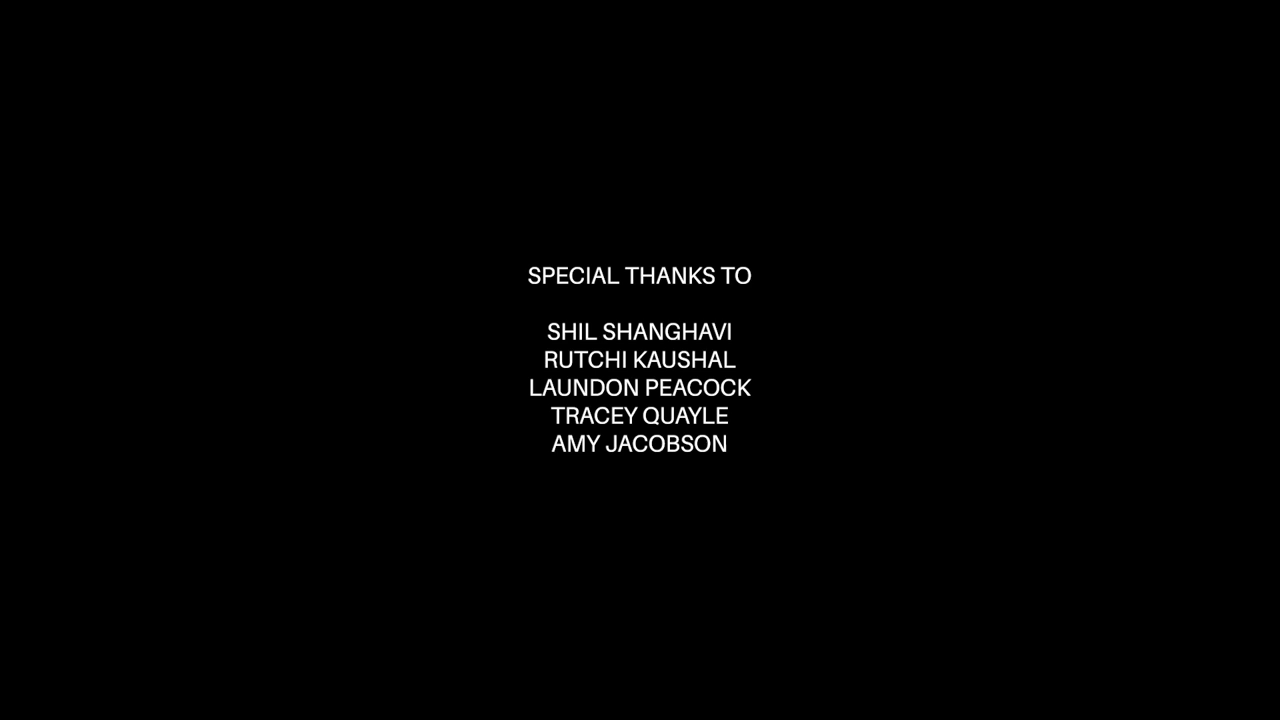 SPECIAL THANKS TO
SHIL SHANGHAVI
RUTCHI KAUSHAL
LAUNDON PEACOCK
TRACEY QUAYLE
AMY JACOBSON